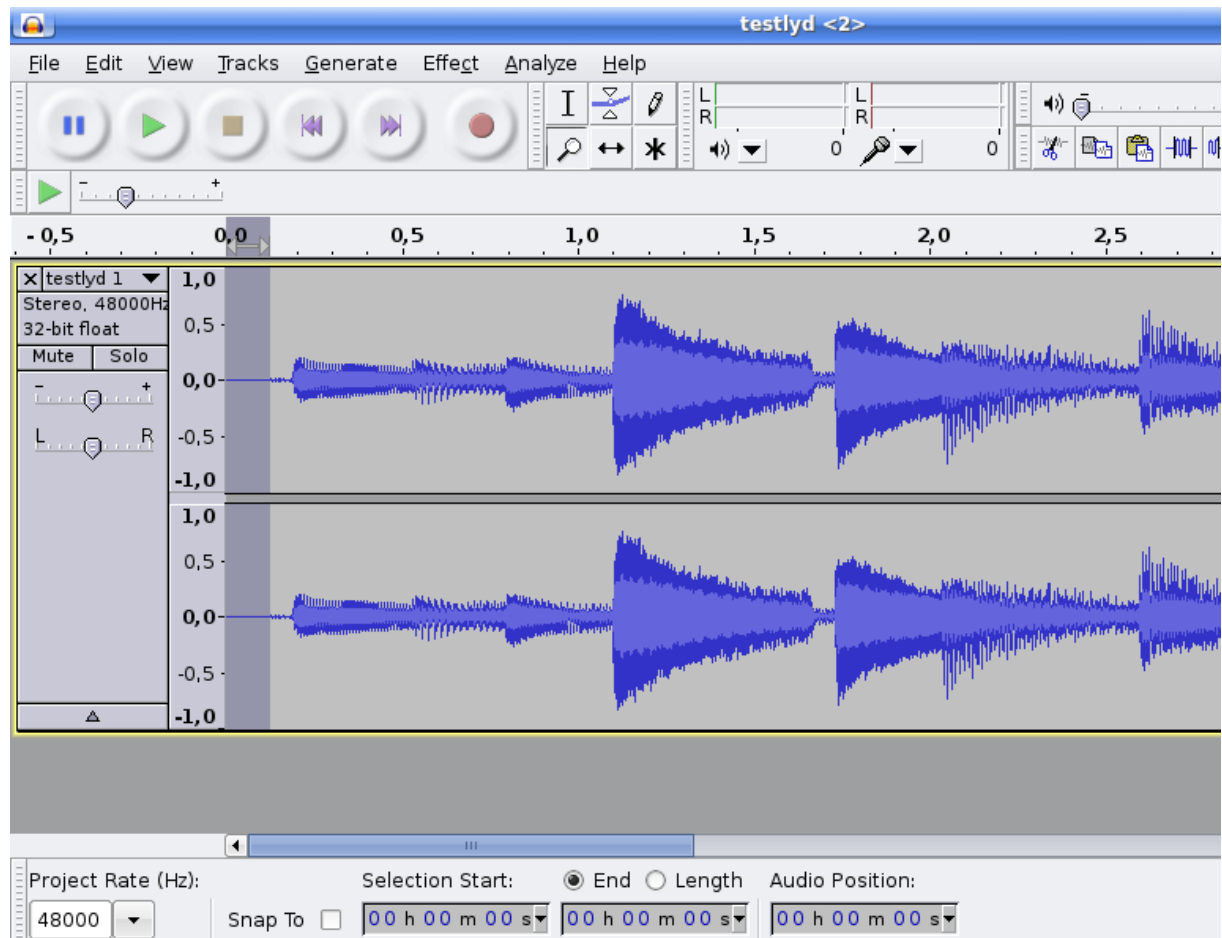 testlyd <2>
File Edit View Tracks Generate Effect Analyze Help
L L
R R
0 0
- +
- 0,5 0,0 0,5 1,0 1,5 2,0 2,5
X testlyd 1
Stereo, 48000Hz
32-bit float
Mute Solo
- +
L R
1,0
0,5
0,0
-0,5
-1,0
1,0
0,5
0,0
-0,5
-1,0
Project Rate (Hz): Selection Start: End Length Audio Position:
48000 Snap To 00 h 00 m 00 s 00 h 00 m 00 s 00 h 00 m 00 s